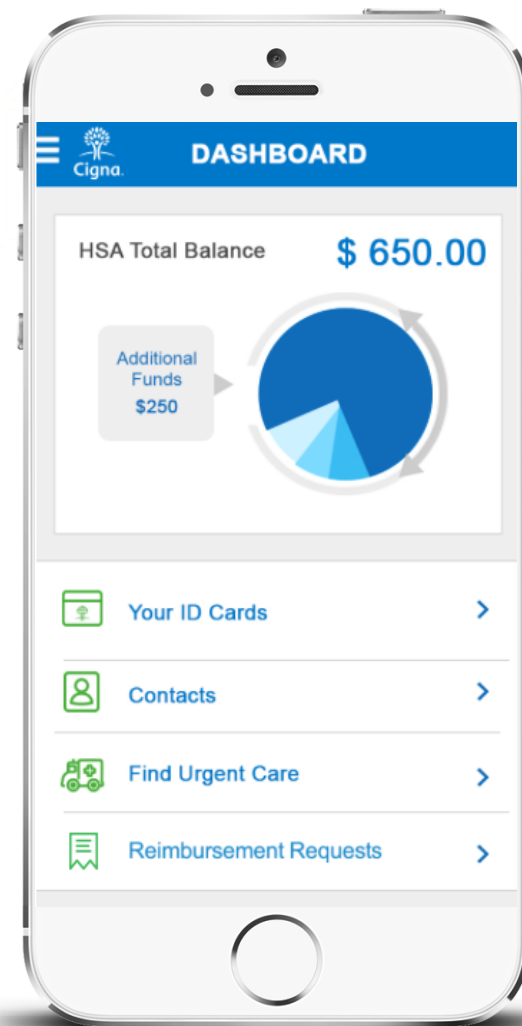 DASHBOARD
Cigna.
HSA Total Balance
$ 650.00
Additional
Funds
$250
Your ID Cards
Contacts
Find Urgent Care
Reimbursement Requests